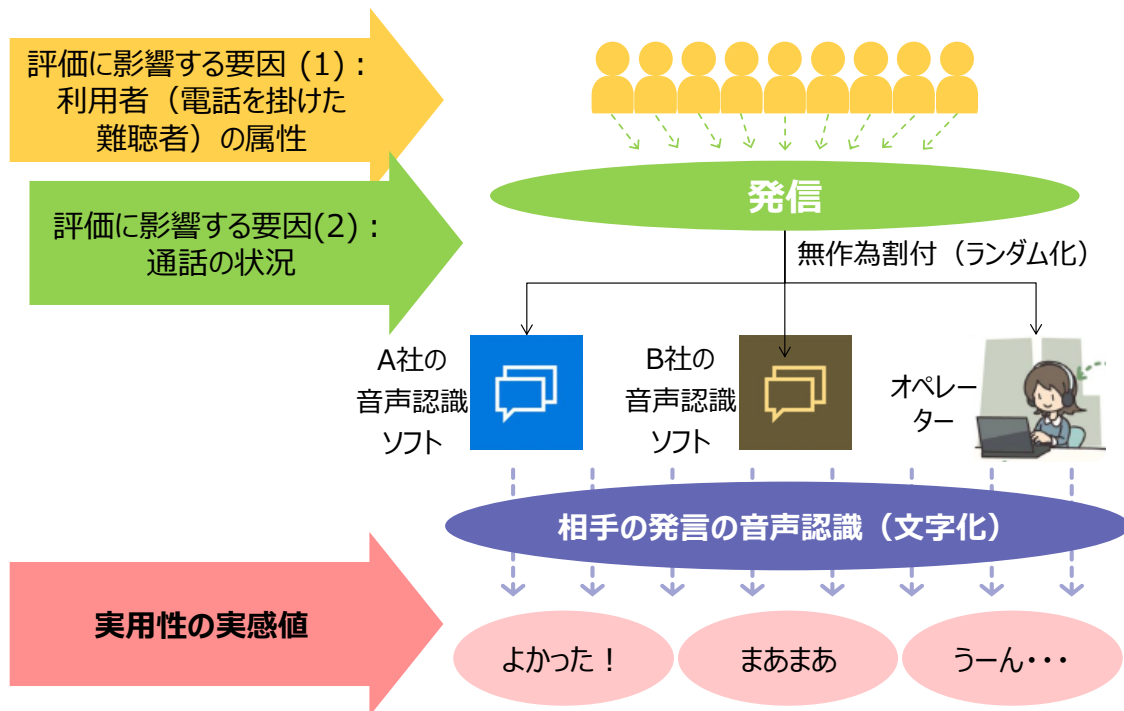 評価に影響する要因 (1)：
利用者（電話を掛けた
難聴者）の属性
発信
評価に影響する要因(2)：
通話の状況
無作為割付（ランダム化）
A社の
音声認識
ソフト
B社の
音声認識
ソフト
オペレー
ター
相手の発言の音声認識（文字化）
実用性の実感値
よかった！
まあまあ
うーん・・・